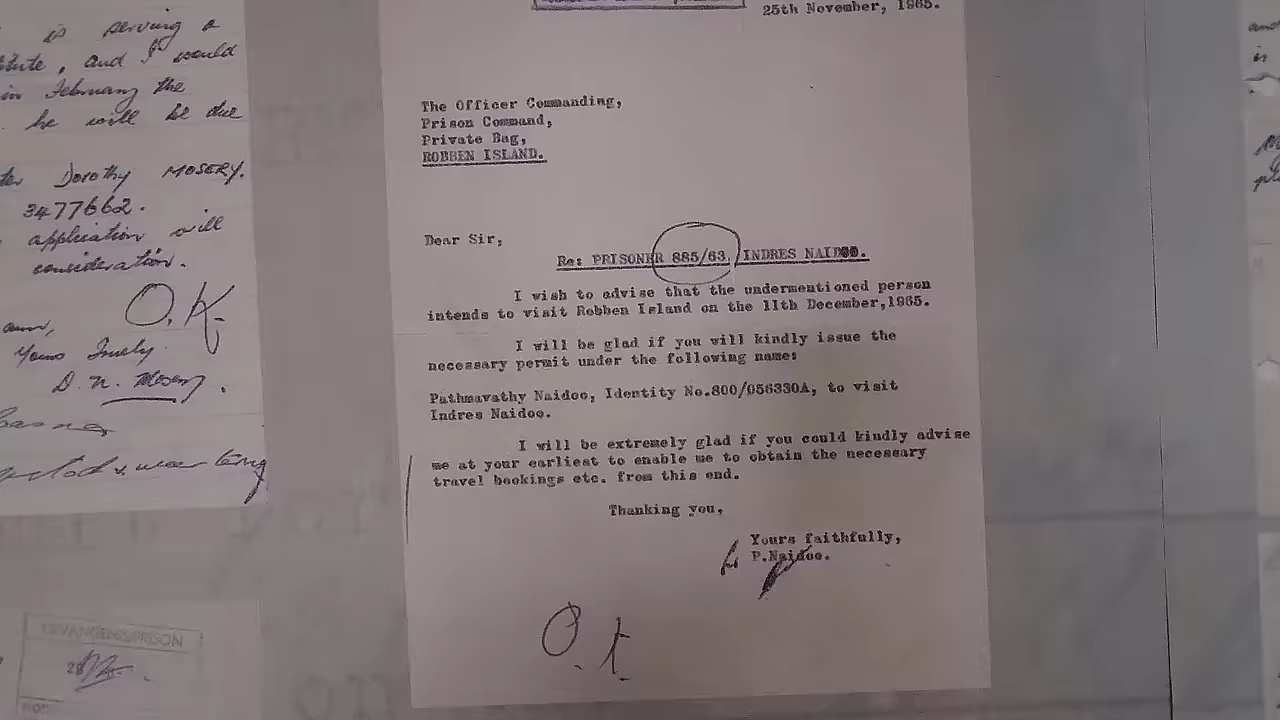 is serving a
, and I would
in February the
he will be due
Dorothy MOSERY.
3477662.
application will
consideration.
O.K.
Yours Truely
D. N. Mosery.
25th November, 1965.
The Officer Commanding,
Prison Command,
Private Bag,
ROBBEN ISLAND.
Dear Sir,
Re: PRISONER 885/63. INDRES NAIDOO.
I wish to advise that the undermentioned person
intends to visit Robben Island on the 11th December,1965.
I will be glad if you will kindly issue the
necessary permit under the following name:
Pathmavathy Naidoo, Identity No.800/056330A, to visit
Indres Naidoo.
I will be extremely glad if you could kindly advise
me at your earliest to enable me to obtain the necessary
travel bookings etc. from this end.
Thanking you,
Yours faithfully,
P.Naidoo.
O.K.